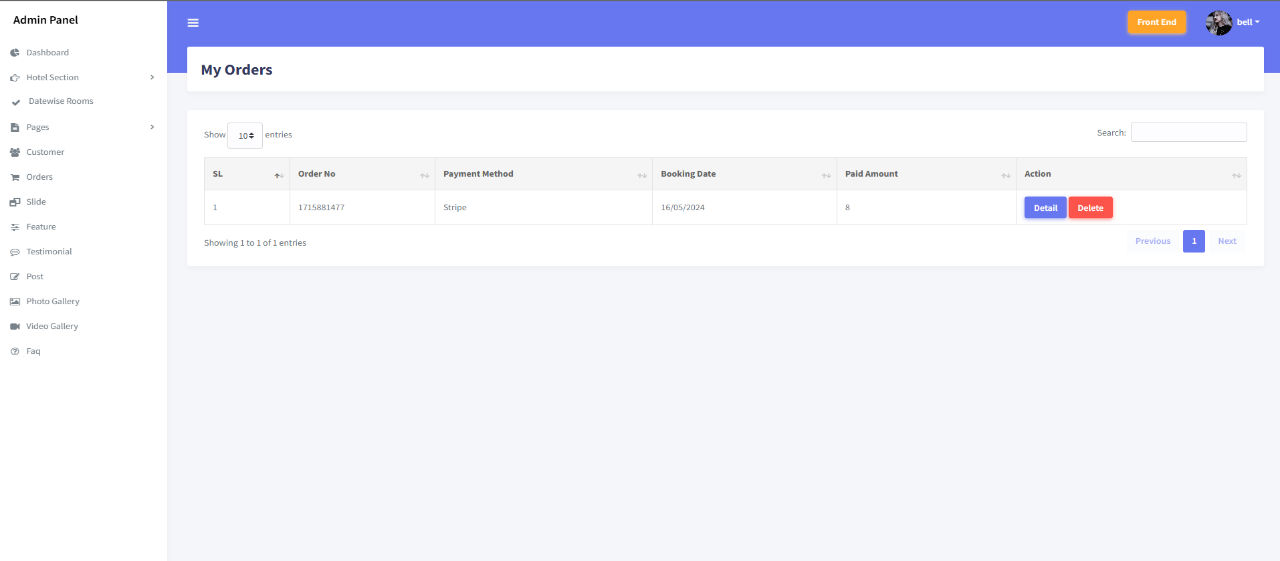 Admin Panel
Front End
bell
Dashboard
Hotel Section
Datewise Rooms
Pages
Customer
Orders
Slide
Feature
Testimonial
Post
Photo Gallery
Video Gallery
Faq
My Orders
Show 10 entries
Search:
SL Order No Payment Method Booking Date Paid Amount Action
1 1715881477 Stripe 16/05/2024 8 Detail Delete
Showing 1 to 1 of 1 entries
Previous 1 Next